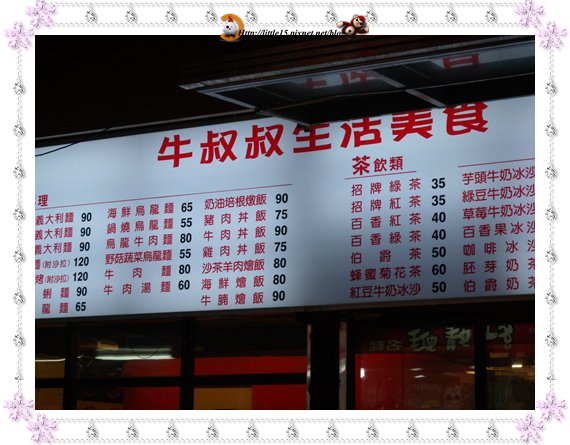 Http://little15.pixnet.net/blog
牛叔叔生活美食
理
義大利麵 90
義大利麵 90
義大利麵 90
麵(附沙拉) 120
烤(附沙拉) 120
蝌麵 90
龍麵 65
海鮮烏龍麵 65
鍋燒烏龍麵 55
烏龍牛肉麵 80
野菇蔬菜烏龍麵 55
牛肉麵 80
牛肉湯麵 60
奶油培根燉飯 90
豬肉丼飯 75
牛肉丼飯 90
雞肉丼飯 75
沙茶羊肉燴飯 80
海鮮燴飯 80
牛腩燴飯 90
茶飲類
招牌綠茶 35
招牌紅茶 35
百香紅茶 40
百香綠茶 40
伯爵茶 50
蜂蜜菊花茶 60
紅豆牛奶冰沙 50
芋頭牛奶冰沙
綠豆牛奶冰沙
草莓牛奶冰沙
百香果冰沙
咖啡冰沙
胚芽奶茶
伯爵奶茶